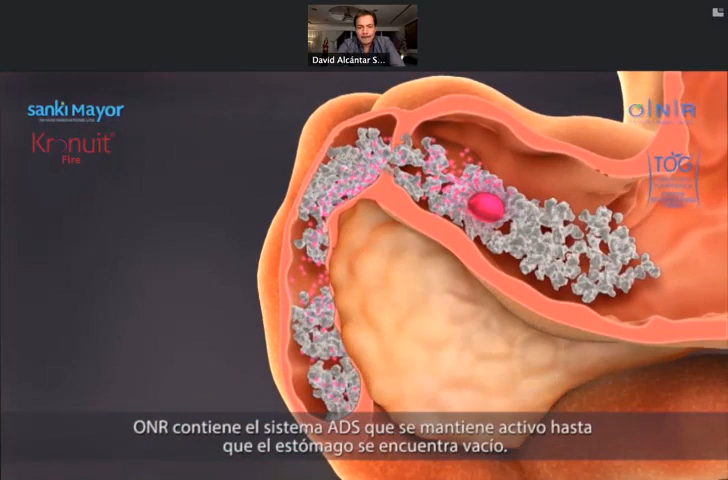 David Alcántar S...
sanki Mayor
Kronuit®
Fire
ONR
TOG
ONR contiene el sistema ADS que se mantiene activo hasta
que el estómago se encuentra vacío.